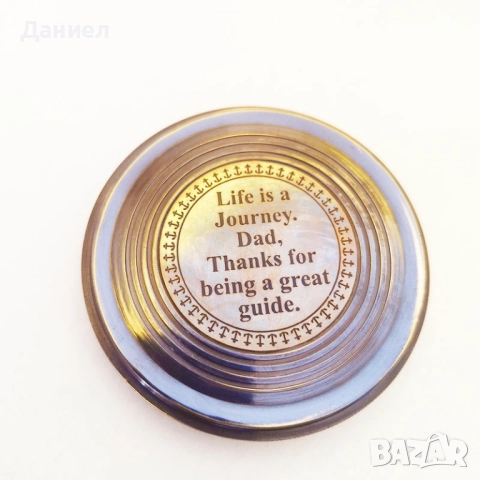 Даниел
Life is a
Journey.
Dad,
Thanks for
being a great
guide.
BAZAR